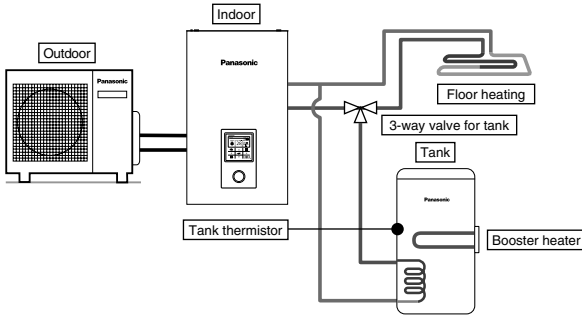 Indoor
Outdoor
Panasonic
Panasonic
Floor heating
3-way valve for tank
Tank
Panasonic
Tank thermistor
Booster heater